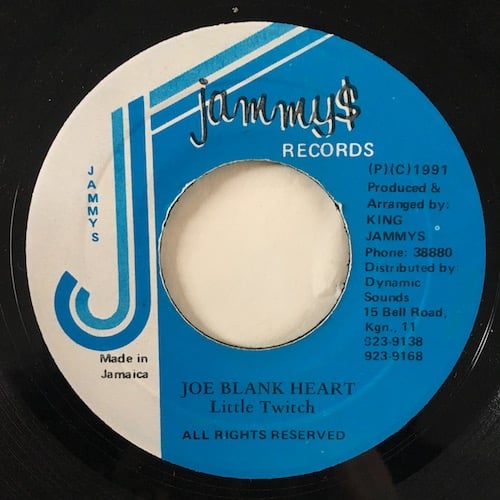 jammy$
RECORDS
JAMMYS
(P)(C)1991
Produced &
Arranged by:
KING
JAMMYS
Phone: 38880
Distributed by:
Dynamic
Sounds
15 Bell Road,
Kgn., 11
923-9138
923-9168
Made in
Jamaica
JOE BLANK HEART
Little Twitch
ALL RIGHTS RESERVED